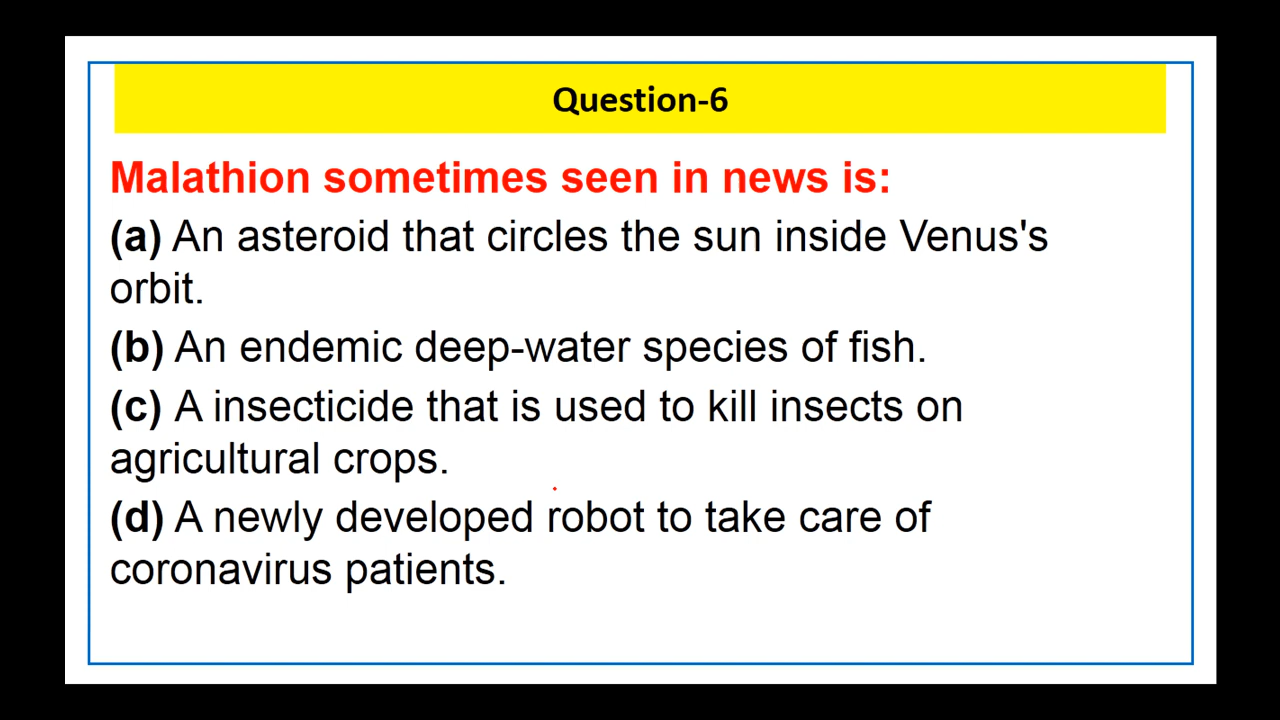 Question-6
Malathion sometimes seen in news is:
(a) An asteroid that circles the sun inside Venus's
orbit.
(b) An endemic deep-water species of fish.
(c) A insecticide that is used to kill insects on
agricultural crops.
(d) A newly developed robot to take care of
coronavirus patients.